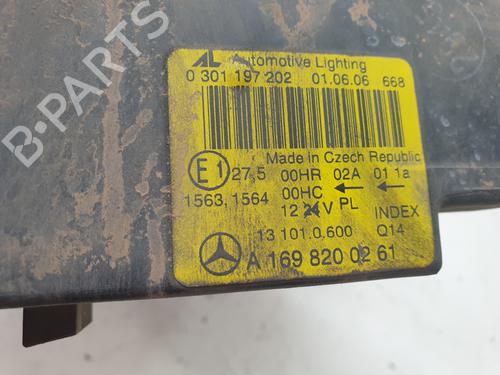 AL Automotive Lighting
0 301 197 202 01.06.06 668
Made in Czech Republic
E1 27,5 00HR 02A 01 1a
1563, 1564 00HC ← ←
12 24 V PL INDEX
13 101.0.600 Q14
A 169 820 02 61
B-PARTS